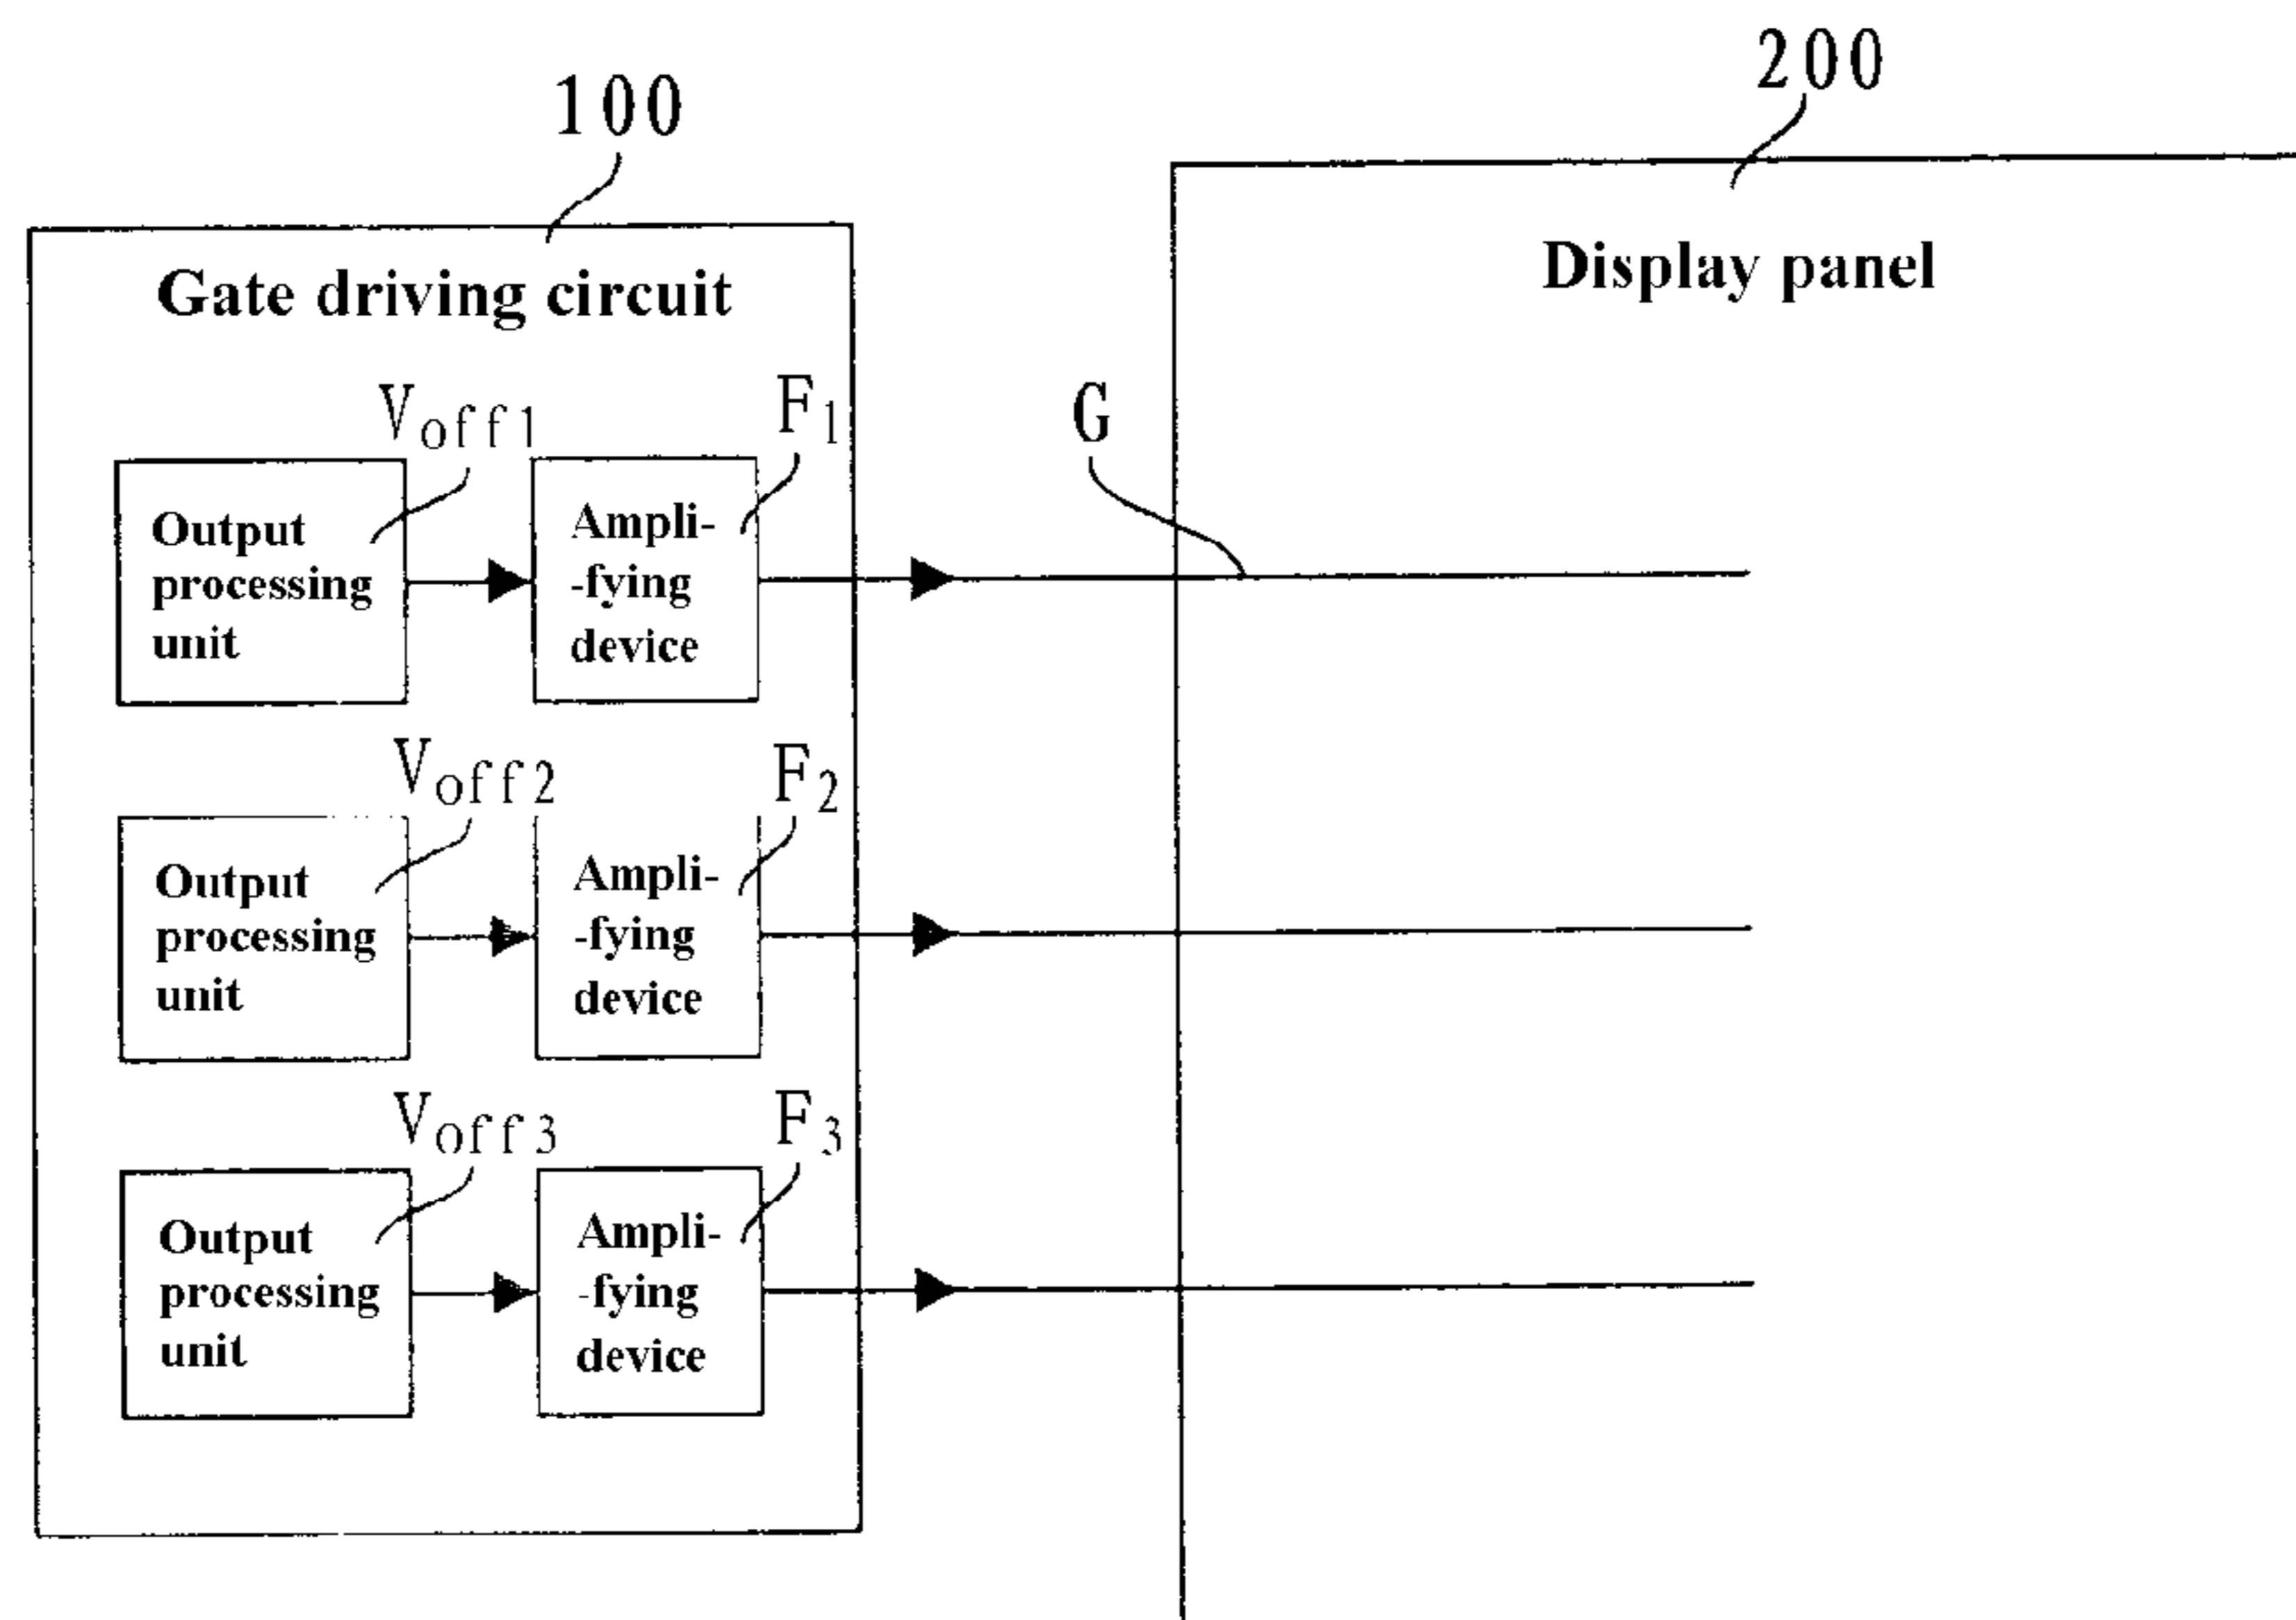 200
100
Display panel
Gate driving circuit
Voff1
F1
G
Output
processing
unit
Ampli-
-fying
device
Voff2
F2
Output
processing
unit
Ampli-
-fying
device
Voff3
F3
Output
processing
unit
Ampli-
-fying
device